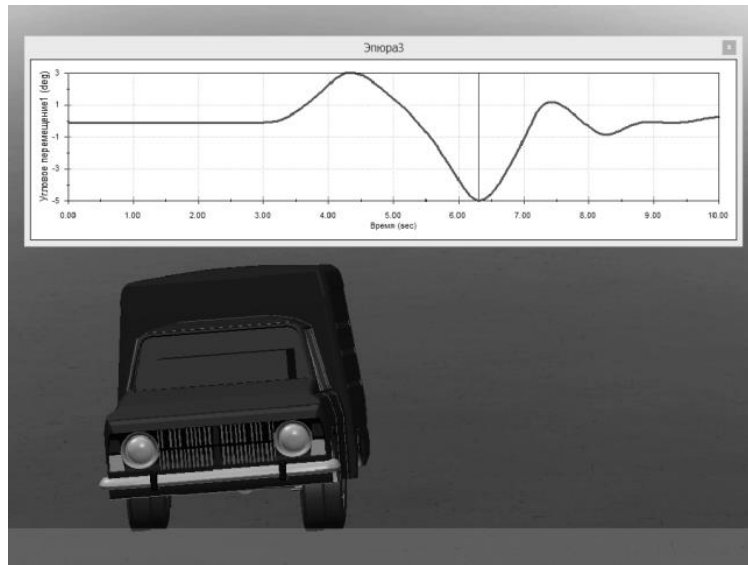 Эпюра3
x
Угловое перемещение1 (deg)
3
1
-1
-3
-5
0.00 1.00 2.00 3.00 4.00 5.00 6.00 7.00 8.00 9.00 10.00
Время (sec)